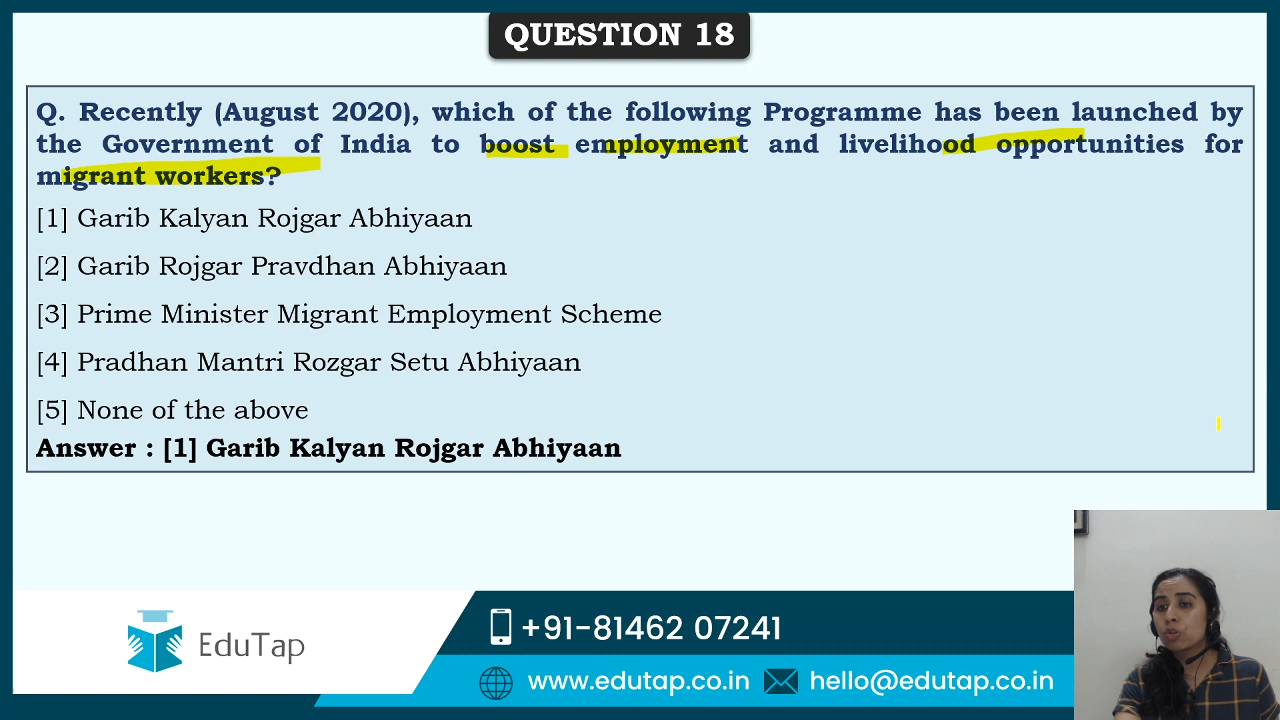 QUESTION 18
Q. Recently (August 2020), which of the following Programme has been launched by
the Government of India to boost employment and livelihood opportunities for
migrant workers?
[1] Garib Kalyan Rojgar Abhiyaan
[2] Garib Rojgar Pravdhan Abhiyaan
[3] Prime Minister Migrant Employment Scheme
[4] Pradhan Mantri Rozgar Setu Abhiyaan
[5] None of the above
Answer : [1] Garib Kalyan Rojgar Abhiyaan
EduTap
+91-81462 07241
www.edutap.co.in
hello@edutap.co.in